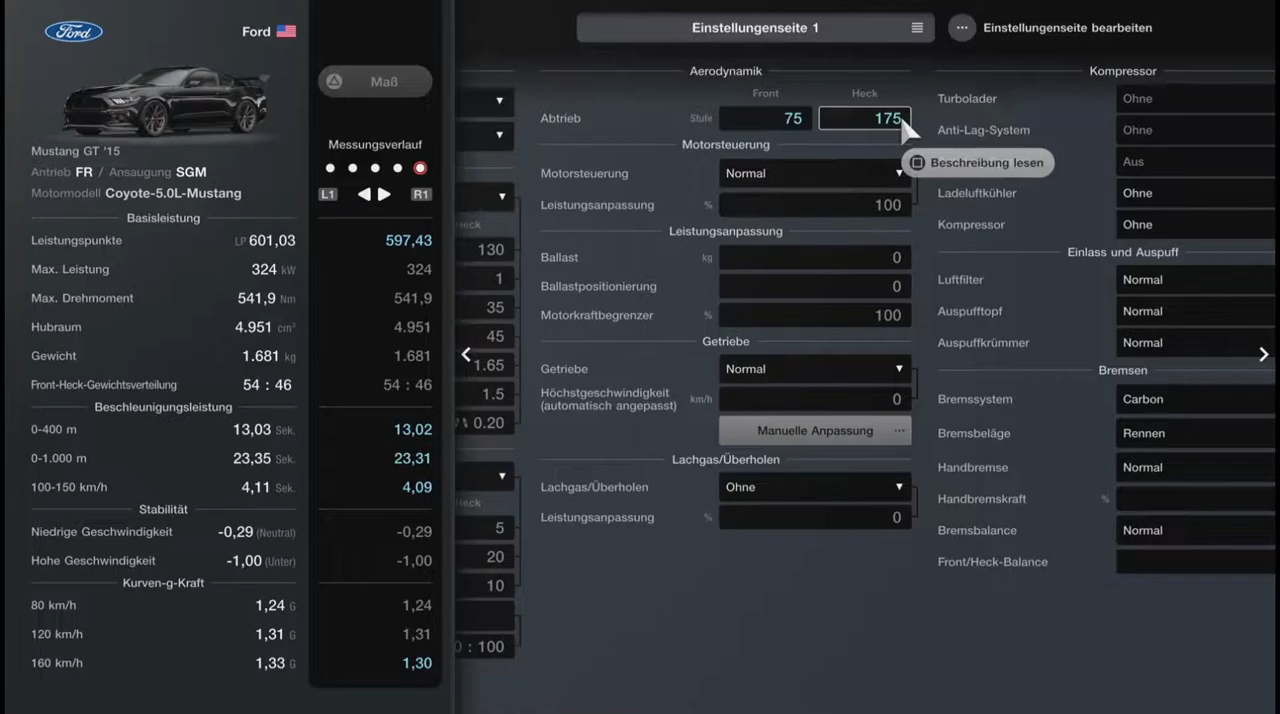 Ford
Ford
Mustang GT '15
Antrieb FR / Ansaugung SGM
Motormodell Coyote-5.0L-Mustang
Basisleistung
Leistungspunkte LP 601,03
Max. Leistung 324 kW
Max. Drehmoment 541,9 Nm
Hubraum 4.951 cm³
Gewicht 1.681 kg
Front-Heck-Gewichtsverteilung 54 : 46
Beschleunigungsleistung
0-400 m 13,03 Sek.
0-1.000 m 23,35 Sek.
100-150 km/h 4,11 Sek.
Stabilität
Niedrige Geschwindigkeit -0,29 (Neutral)
Hohe Geschwindigkeit -1,00 (Unter)
Kurven-g-Kraft
80 km/h 1,24 G
120 km/h 1,31 G
160 km/h 1,33 G
Maß
Messungsverlauf
L1 R1
597,43
324
541,9
4.951
1.681
54 : 46
13,02
23,31
4,09
-0,29
-1,00
1,24
1,31
1,30
130
1
35
45
1.65
1.5
0.20
5
20
10
0 : 100
Einstellungenseite 1
Einstellungenseite bearbeiten
Aerodynamik
Front Heck
Abtrieb Stufe 75 175
Beschreibung lesen
Motorsteuerung
Motorsteuerung Normal
Leistungsanpassung % 100
Leistungsanpassung
Ballast kg 0
Ballastpositionierung 0
Motorkraftbegrenzer % 100
Getriebe
Getriebe Normal
Höchstgeschwindigkeit
(automatisch angepasst) km/h 0
Manuelle Anpassung
Lachgas/Überholen
Lachgas/Überholen Ohne
Leistungsanpassung % 0
Kompressor
Turbolader Ohne
Anti-Lag-System Ohne
Aus
Ladeluftkühler Ohne
Kompressor Ohne
Einlass und Auspuff
Luftfilter Normal
Auspufftopf Normal
Auspuffkrümmer Normal
Bremsen
Bremssystem Carbon
Bremsbeläge Rennen
Handbremse Normal
Handbremskraft %
Bremsbalance Normal
Front/Heck-Balance